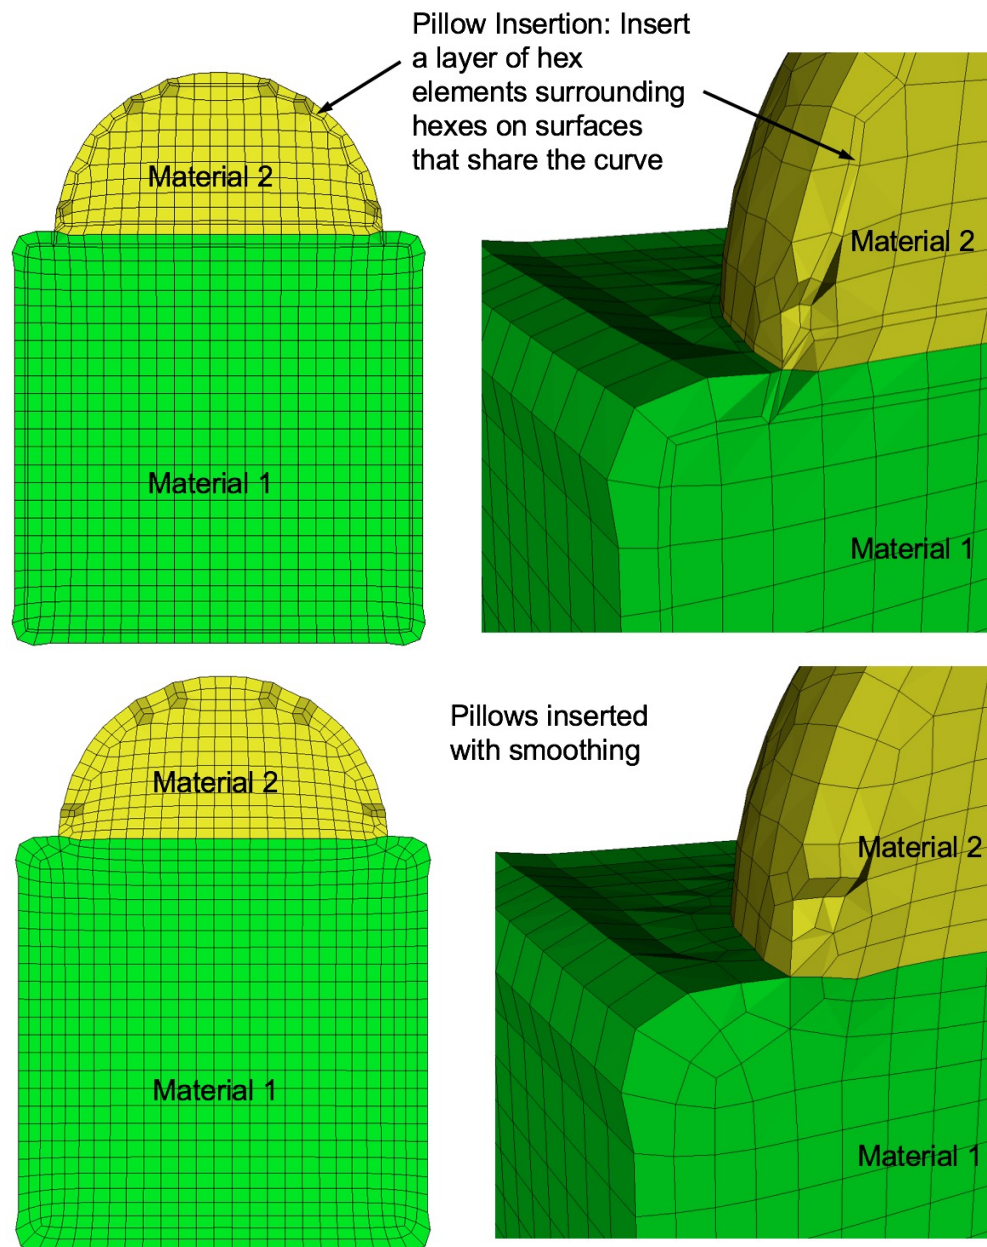 Pillow Insertion: Insert
a layer of hex
elements surrounding
hexes on surfaces
that share the curve
Material 2
Material 2
Material 1
Material 1
Pillows inserted
with smoothing
Material 2
Material 2
Material 1
Material 1